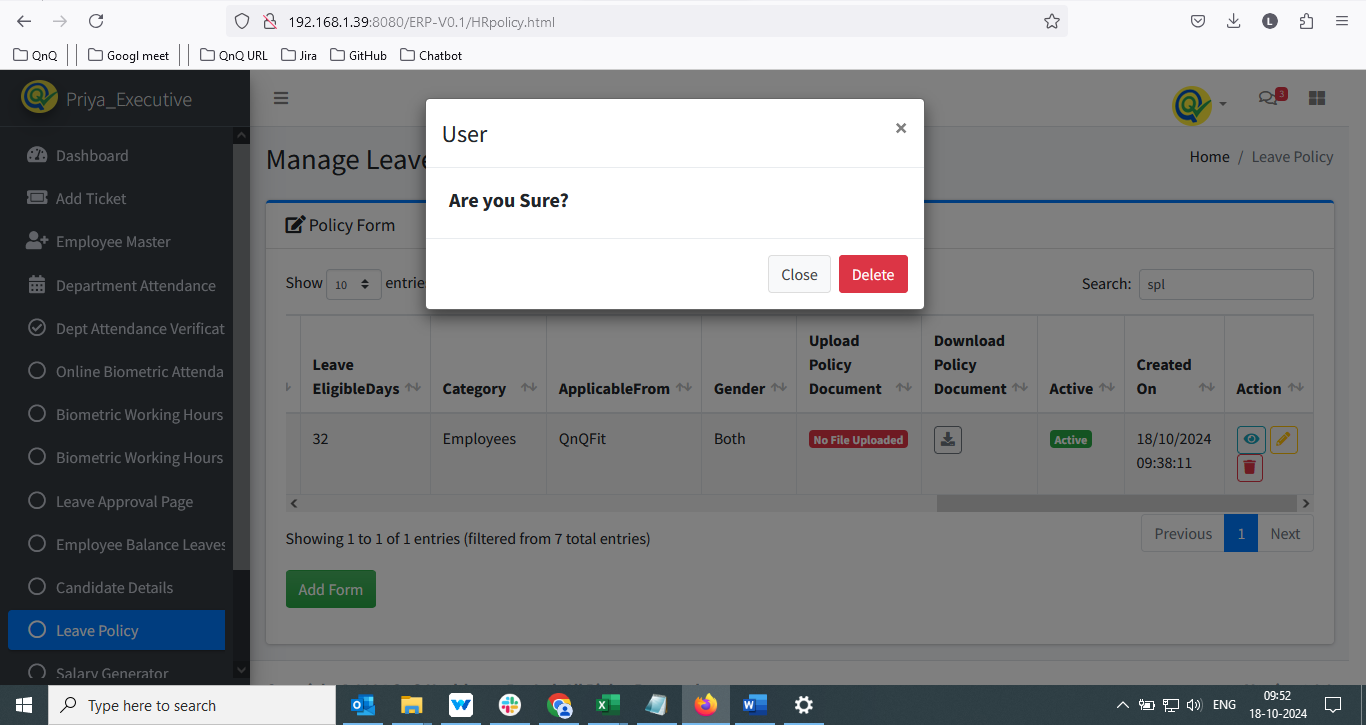 192.168.1.39:8080/ERP-V0.1/HRpolicy.html
L
QnQ
Googl meet
QnQ URL
Jira
GitHub
Chatbot
Priya_Executive
3
User
×
Manage Leave
Home / Leave Policy
Are you Sure?
Close
Delete
Dashboard
Add Ticket
Employee Master
Department Attendance
Dept Attendance Verificat
Online Biometric Attenda
Biometric Working Hours
Biometric Working Hours
Leave Approval Page
Employee Balance Leaves
Candidate Details
Leave Policy
Salary Generator
Policy Form
Show 10 entrie
Search: spl
Leave EligibleDays
Category
ApplicableFrom
Gender
Upload Policy Document
Download Policy Document
Active
Created On
Action
32
Employees
QnQFit
Both
No File Uploaded
Active
18/10/2024
09:38:11
Showing 1 to 1 of 1 entries (filtered from 7 total entries)
Previous
1
Next
Add Form
Type here to search
ENG
09:52
18-10-2024